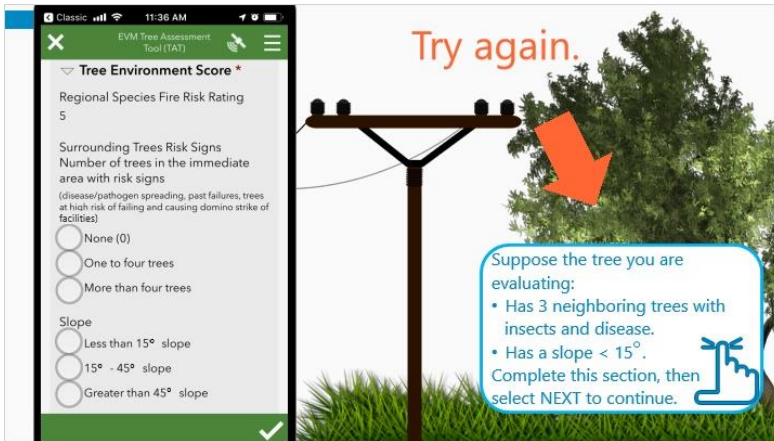 Classic 11:36 AM
EVM Tree Assessment
Tool (TAT)
Tree Environment Score *
Regional Species Fire Risk Rating
5
Surrounding Trees Risk Signs
Number of trees in the immediate
area with risk signs
(disease/pathogen spreading, past failures, trees
at high risk of failing and causing domino strike of
facilities)
None (0)
One to four trees
More than four trees
Slope
Less than 15° slope
15° - 45° slope
Greater than 45° slope
Try again.
Suppose the tree you are
evaluating:
• Has 3 neighboring trees with
insects and disease.
• Has a slope < 15°.
Complete this section, then
select NEXT to continue.